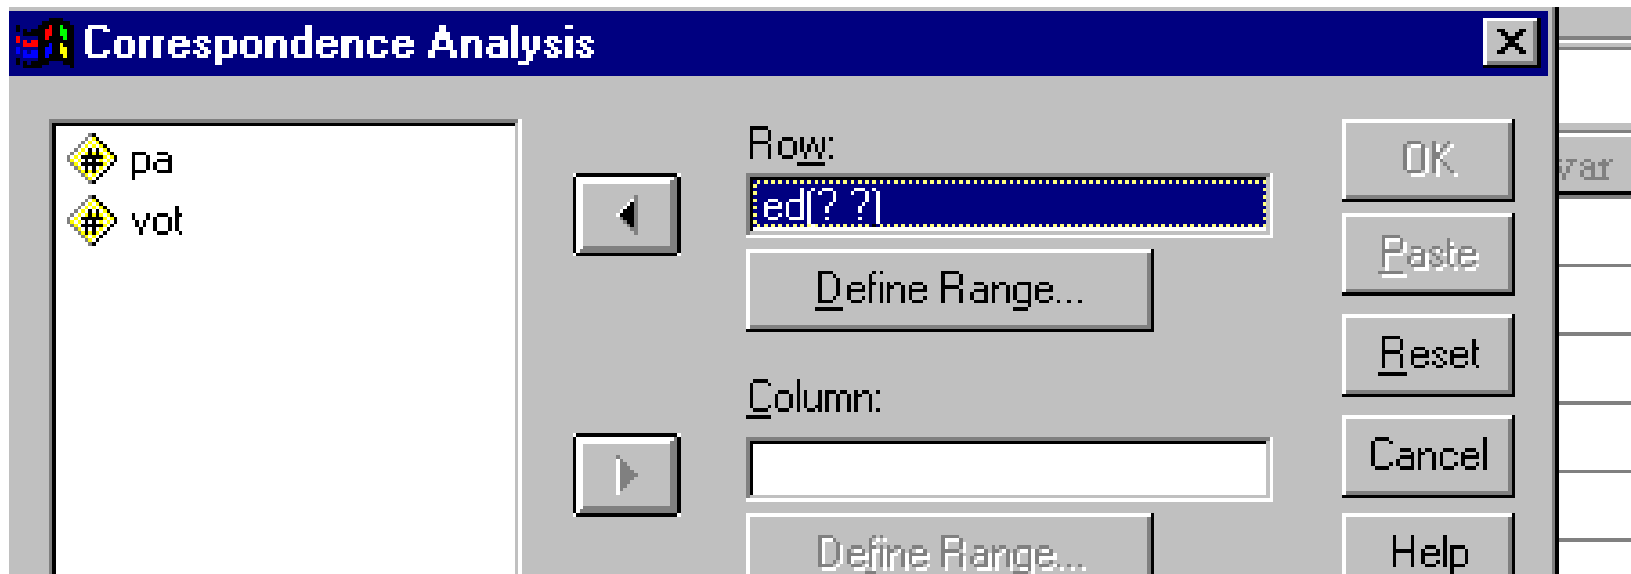 Correspondence Analysis
# pa
# vot
Row:
ed(? ?)
Define Range...
Column:
Define Range...
OK
Paste
Reset
Cancel
Help
var